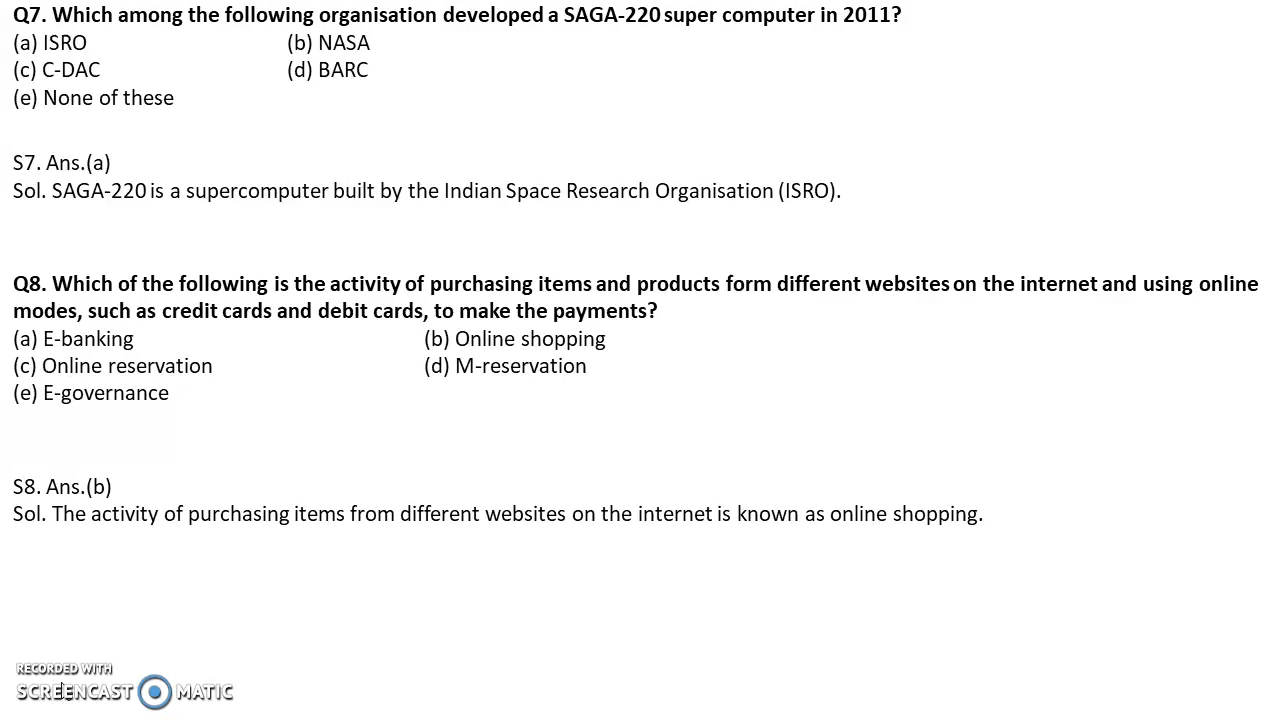 Q7. Which among the following organisation developed a SAGA-220 super computer in 2011?
(a) ISRO (b) NASA
(c) C-DAC (d) BARC
(e) None of these
S7. Ans.(a)
Sol. SAGA-220 is a supercomputer built by the Indian Space Research Organisation (ISRO).
Q8. Which of the following is the activity of purchasing items and products form different websites on the internet and using online
modes, such as credit cards and debit cards, to make the payments?
(a) E-banking (b) Online shopping
(c) Online reservation (d) M-reservation
(e) E-governance
S8. Ans.(b)
Sol. The activity of purchasing items from different websites on the internet is known as online shopping.
RECORDED WITH
SCREENCAST MATIC